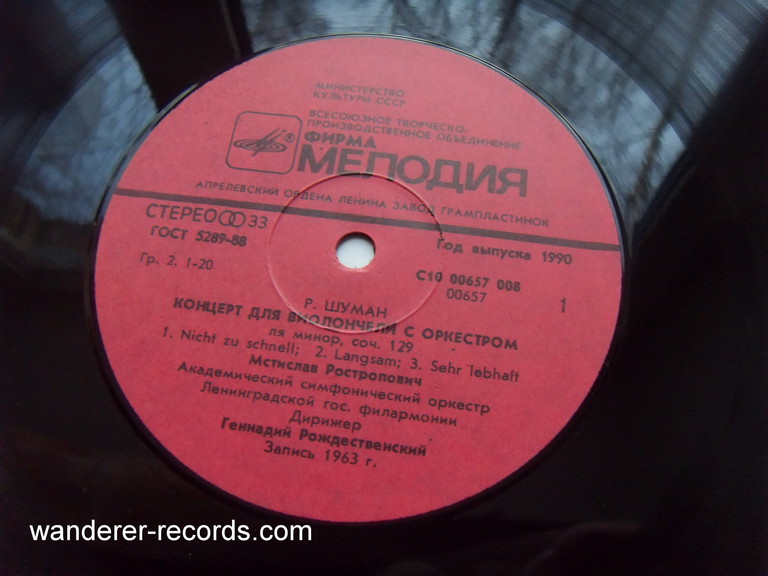 МИНИСТЕРСТВО
КУЛЬТУРЫ СССР
ВСЕСОЮЗНОЕ ТВОРЧЕСКО-
ПРОИЗВОДСТВЕННОЕ ОБЪЕДИНЕНИЕ
ФИРМА
МЕЛОДИЯ
®
АПРЕЛЕВСКИЙ ОРДЕНА ЛЕНИНА ЗАВОД ГРАМПЛАСТИНОК
СТЕРЕО 33
ГОСТ 5289-88
Гр. 2. 1-20
Год выпуска 1990
С10 00657 008
00657
1
Р. ШУМАН
КОНЦЕРТ ДЛЯ ВИОЛОНЧЕЛИ С ОРКЕСТРОМ
ля минор, соч. 129
1. Nicht zu schnell; 2. Langsam; 3. Sehr lebhaft
Мстислав Ростропович
Академический симфонический оркестр
Ленинградской гос. филармонии
Дирижер
Геннадий Рождественский
Запись 1963 г.
wanderer-records.com